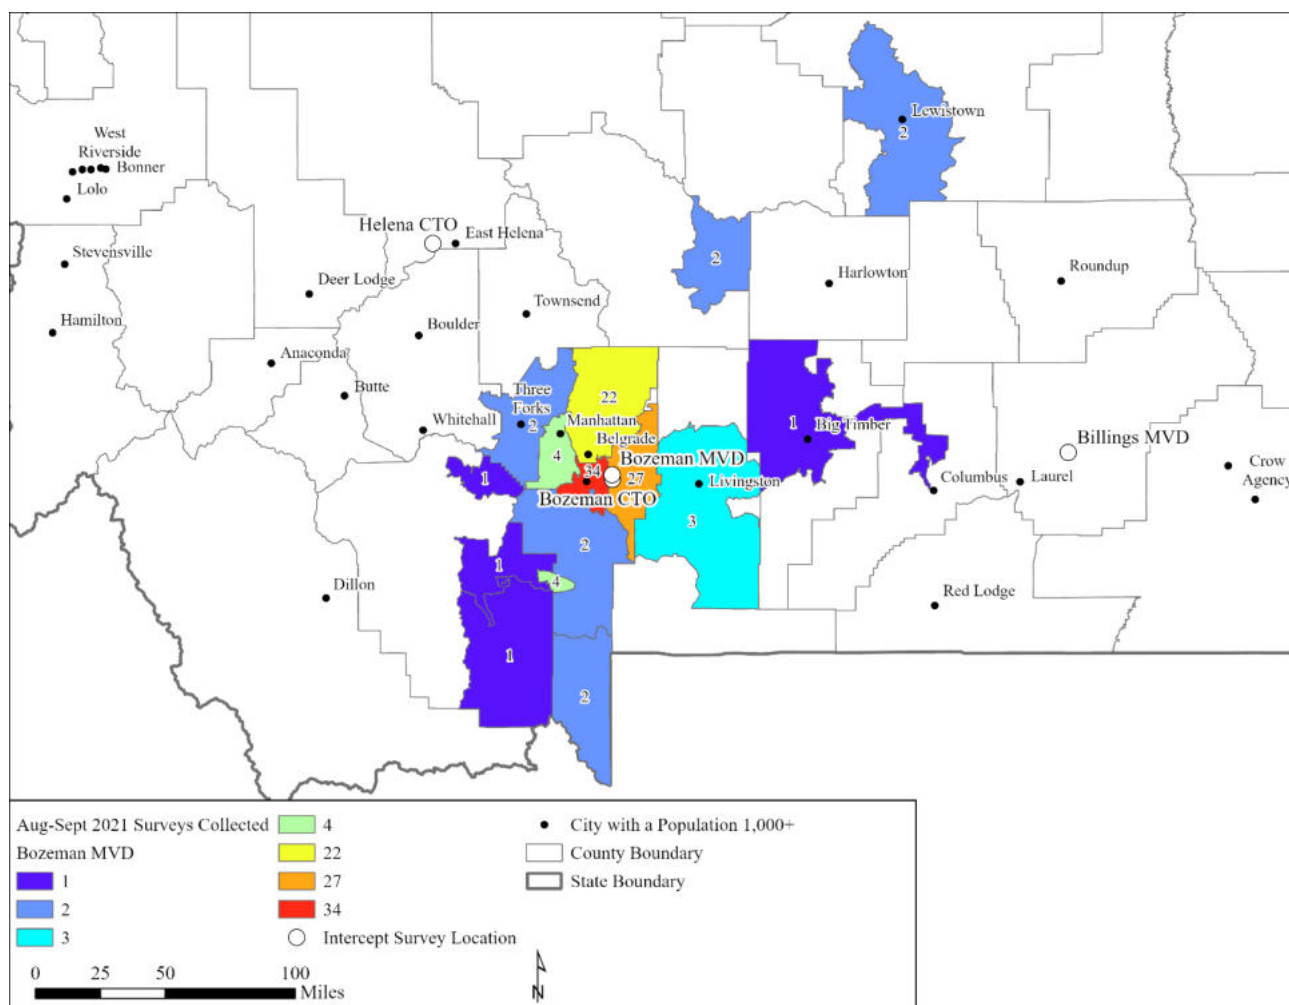 Lewistown
2
West
Riverside
Bonner
Lolo
Helena CTO
East Helena
Stevensville
2
Harlowton
Roundup
Deer Lodge
Townsend
Hamilton
Boulder
Anaconda
Butte
Three
Forks
2
22
Whitehall
Manhattan
Belgrade
1
Big Timber
Billings MVD
4
34
Bozeman MVD
27
Crow
Agency
1
Bozeman CTO
Livingston
Columbus
Laurel
3
2
1
4
Dillon
Red Lodge
1
2
Aug-Sept 2021 Surveys Collected
Bozeman MVD
1
2
3
4
22
27
34
Intercept Survey Location
City with a Population 1,000+
County Boundary
State Boundary
0 25 50 100
Miles
N